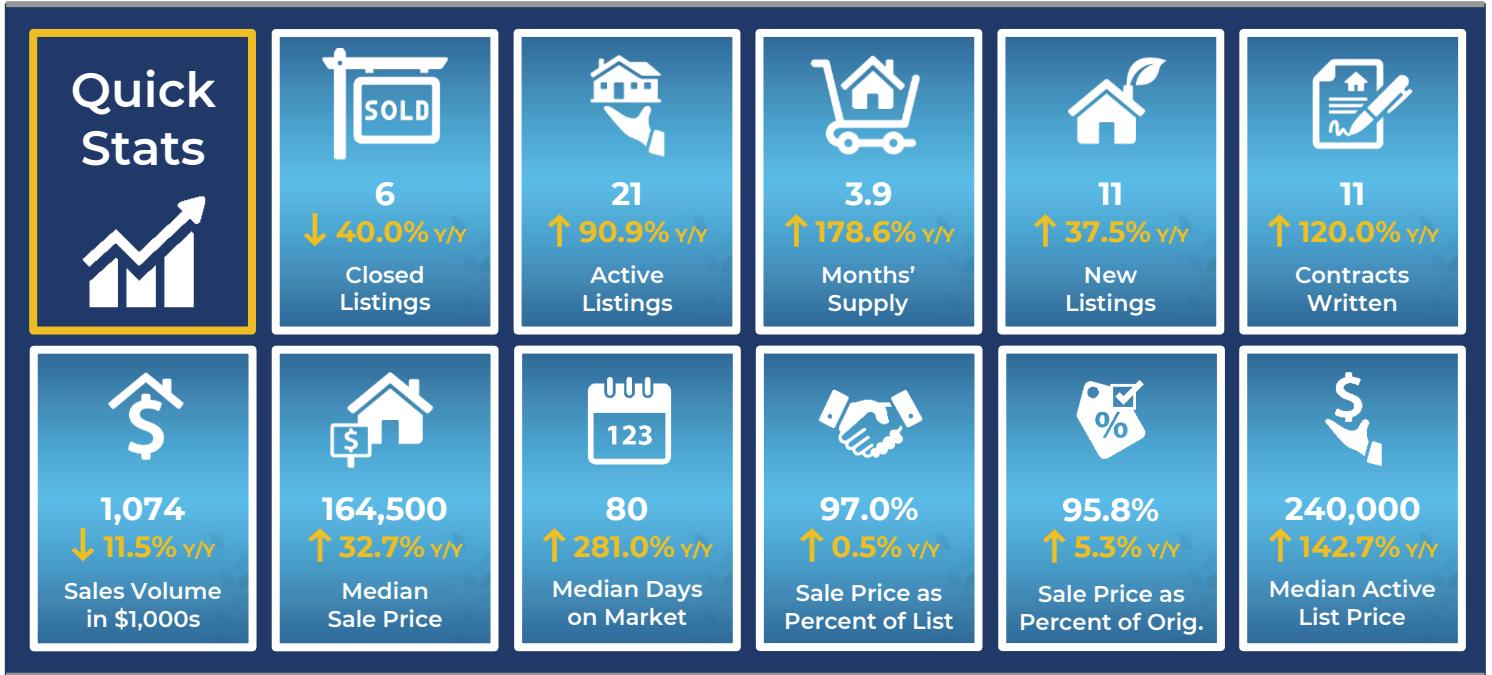 Quick
Stats
SOLD
6
↓ 40.0% Y/Y
Closed
Listings
21
↑ 90.9% Y/Y
Active
Listings
3.9
↑ 178.6% Y/Y
Months’
Supply
11
↑ 37.5% Y/Y
New
Listings
11
↑ 120.0% Y/Y
Contracts
Written
$
1,074
↓ 11.5% Y/Y
Sales Volume
in $1,000s
$
164,500
↑ 32.7% Y/Y
Median
Sale Price
123
80
↑ 281.0% Y/Y
Median Days
on Market
97.0%
↑ 0.5% Y/Y
Sale Price as
Percent of List
%
95.8%
↑ 5.3% Y/Y
Sale Price as
Percent of Orig.
$
240,000
↑ 142.7% Y/Y
Median Active
List Price